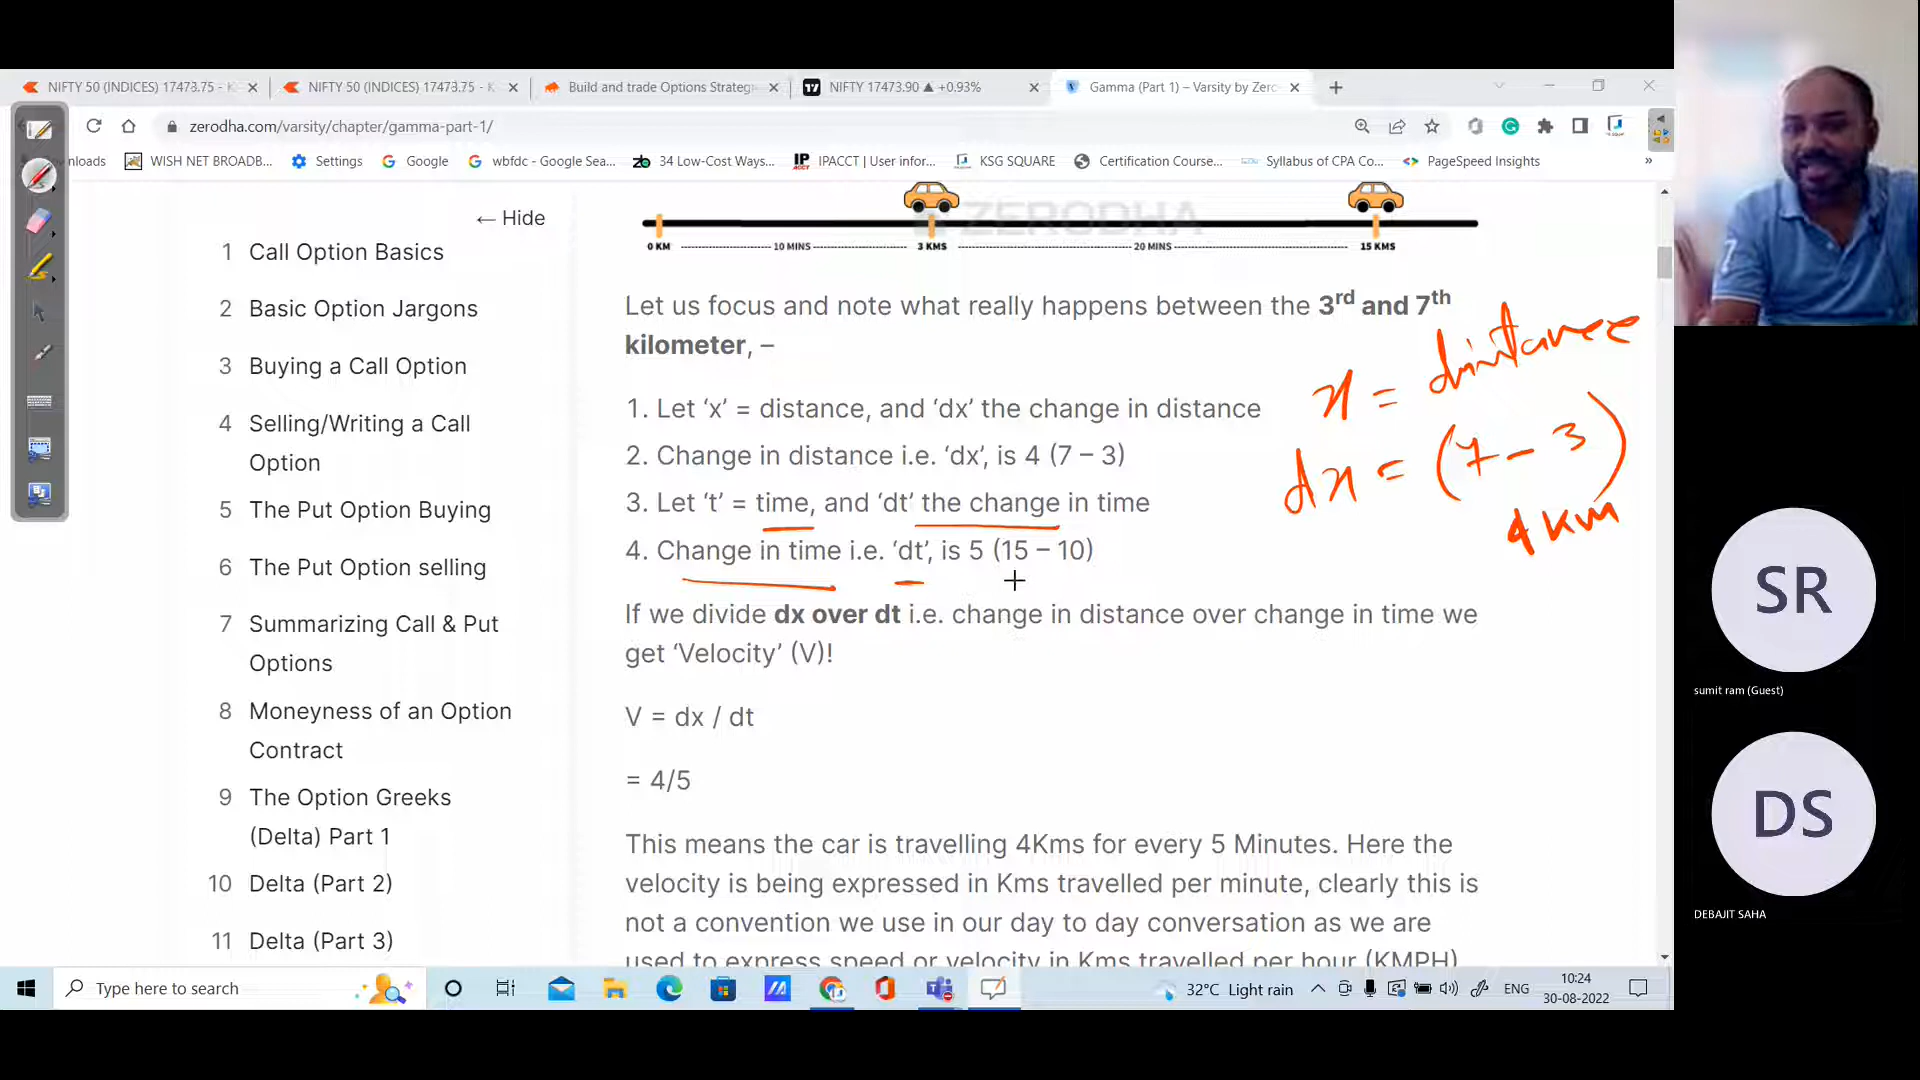 NIFTY 50 (INDICES) 17473.75 - K
NIFTY 50 (INDICES) 17473.75 - K
Build and trade Options Strateg
NIFTY 17473.90 ▲ +0.93%
Gamma (Part 1) – Varsity by Zero
zerodha.com/varsity/chapter/gamma-part-1/
wnloads
WISH NET BROADB...
Settings
Google
wbfdc - Google Sea...
34 Low-Cost Ways...
IPACCT | User infor...
KSG SQUARE
Certification Course...
Syllabus of CPA Co...
PageSpeed Insights
»
← Hide
1 Call Option Basics
2 Basic Option Jargons
3 Buying a Call Option
4 Selling/Writing a Call
Option
5 The Put Option Buying
6 The Put Option selling
7 Summarizing Call & Put
Options
8 Moneyness of an Option
Contract
9 The Option Greeks
(Delta) Part 1
10 Delta (Part 2)
11 Delta (Part 3)
ZERODHA
0 KM 10 MINS 3 KMS 20 MINS 15 KMS
Let us focus and note what really happens between the 3rd and 7th
kilometer, –
1. Let ‘x’ = distance, and ‘dx’ the change in distance
2. Change in distance i.e. ‘dx’, is 4 (7 – 3)
3. Let ‘t’ = time, and ‘dt’ the change in time
4. Change in time i.e. ‘dt’, is 5 (15 – 10)
If we divide dx over dt i.e. change in distance over change in time we
get ‘Velocity’ (V)!
V = dx / dt
= 4/5
This means the car is travelling 4Kms for every 5 Minutes. Here the
velocity is being expressed in Kms travelled per minute, clearly this is
not a convention we use in our day to day conversation as we are
used to express speed or velocity in Kms travelled per hour (KMPH).
x = distance
dx = (7 - 3)
4 km
SR
sumit ram (Guest)
DS
DEBAJIT SAHA
Type here to search
32°C Light rain
ENG
10:24
30-08-2022